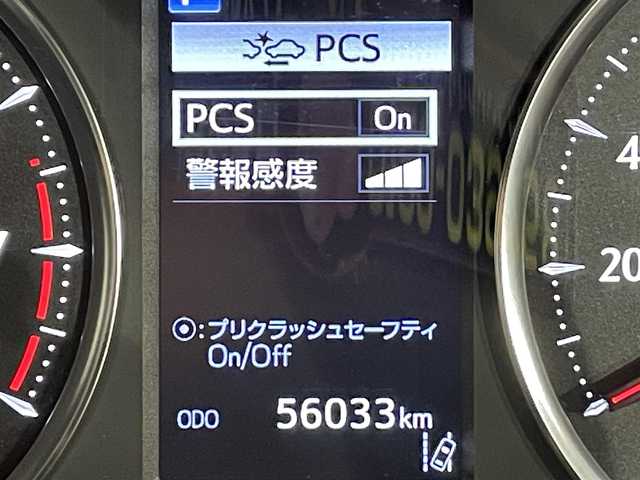 PCS
PCS On
警報感度
: プリクラッシュセーフティ
On/Off
ODO 56033km
20